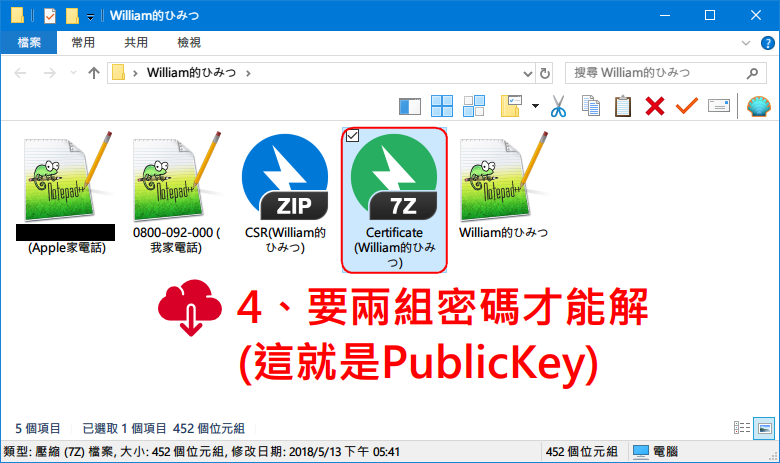 William的ひみつ
檔案
常用
共用
檢視
William的ひみつ
搜尋 William的ひみつ
Notepad++
(Apple家電話)
Notepad++
0800-092-000 (
我家電話)
ZIP
CSR(William的
ひみつ)
7Z
Certificate
(William的ひみ
つ)
Notepad++
William的ひみつ
4、要兩組密碼才能解
(這就是PublicKey)
5 個項目
已選取 1 個項目 452 個位元組
類型: 壓縮 (7Z) 檔案, 大小: 452 個位元組, 修改日期: 2018/5/13 下午 05:41
452 個位元組
電腦